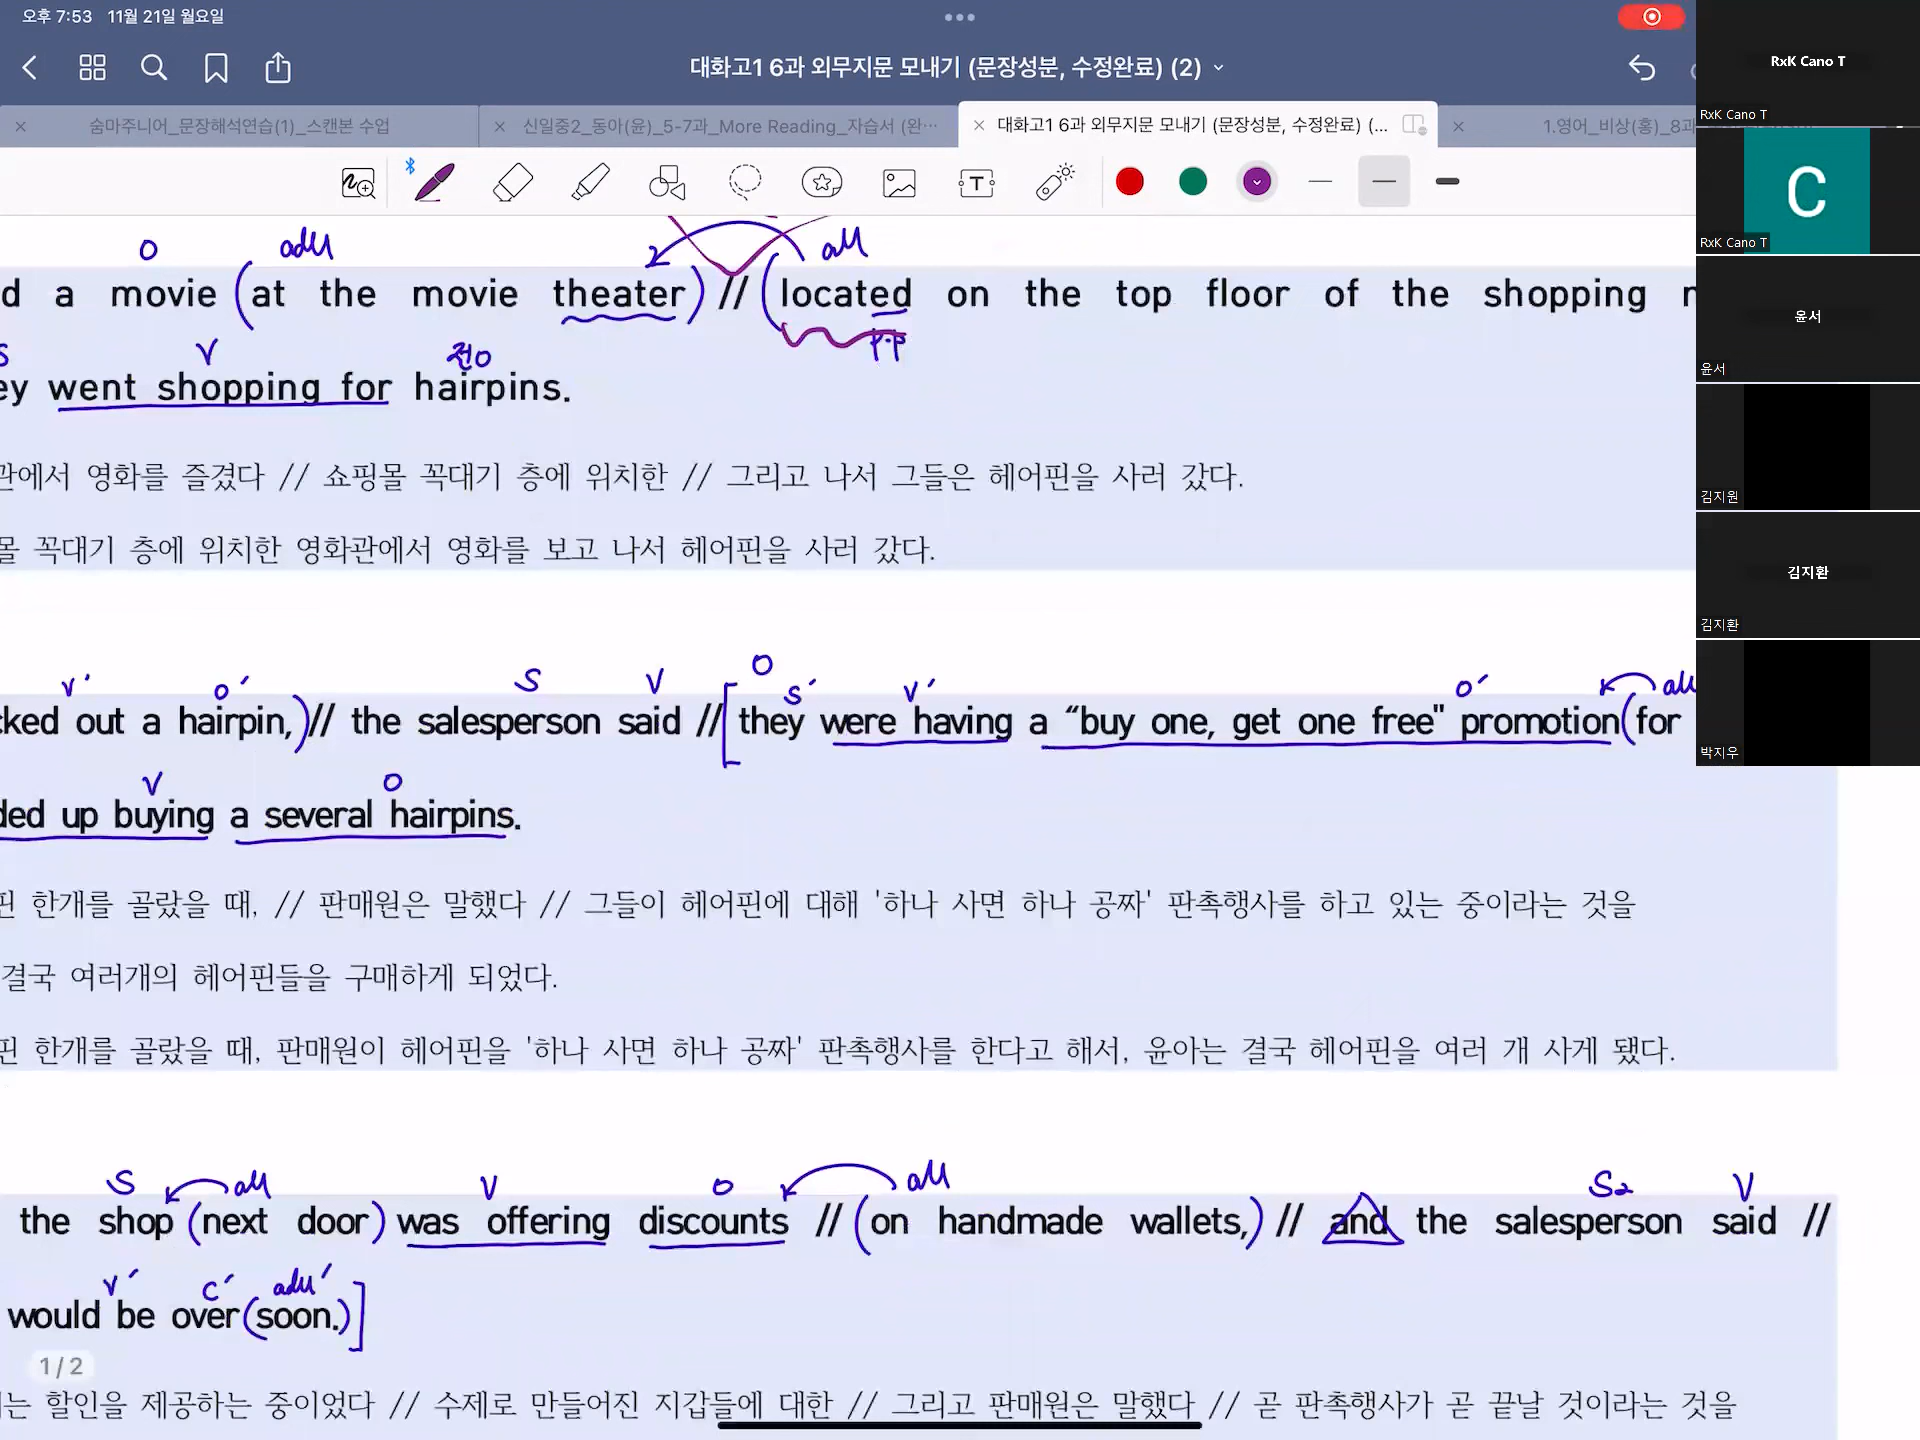 오후 7:53 11월 21일 월요일
대화고1 6과 외무지문 모내기 (문장성분, 수정완료) (2)
숨마주니어_문장해석연습(1)_스캔본 수업
신일중2_동아(윤)_5-7과_More Reading_자습서 (완…
대화고1 6과 외무지문 모내기 (문장성분, 수정완료) (…
1.영어_비상(홍)_8과
RxK Cano T
RxK Cano T
C
RxK Cano T
윤서
윤서
김지원
김지환
김지환
박지우
O adv
d a movie (at the movie theater) // (located on the top floor of the shopping
p.p
S V 전O
ey went shopping for hairpins.
관에서 영화를 즐겼다 // 쇼핑몰 꼭대기 층에 위치한 // 그리고 나서 그들은 헤어핀을 사러 갔다.
몰 꼭대기 층에 위치한 영화관에서 영화를 보고 나서 헤어핀을 사러 갔다.
v' o' S V O s' v' o'
cked out a hairpin,) // the salesperson said // [they were having a “buy one, get one free" promotion (for
V O
ded up buying a several hairpins.
핀 한개를 골랐을 때, // 판매원은 말했다 // 그들이 헤어핀에 대해 '하나 사면 하나 공짜' 판촉행사를 하고 있는 중이라는 것을
결국 여러개의 헤어핀들을 구매하게 되었다.
핀 한개를 골랐을 때, 판매원이 헤어핀을 '하나 사면 하나 공짜' 판촉행사를 한다고 해서, 윤아는 결국 헤어핀을 여러 개 사게 됐다.
S V O S2 V
the shop (next door) was offering discounts // (on handmade wallets,) // and the salesperson said //
v' c' adv'
would be over (soon.)]
1 / 2
는 할인을 제공하는 중이었다 // 수제로 만들어진 지갑들에 대한 // 그리고 판매원은 말했다 // 곧 판촉행사가 곧 끝날 것이라는 것을